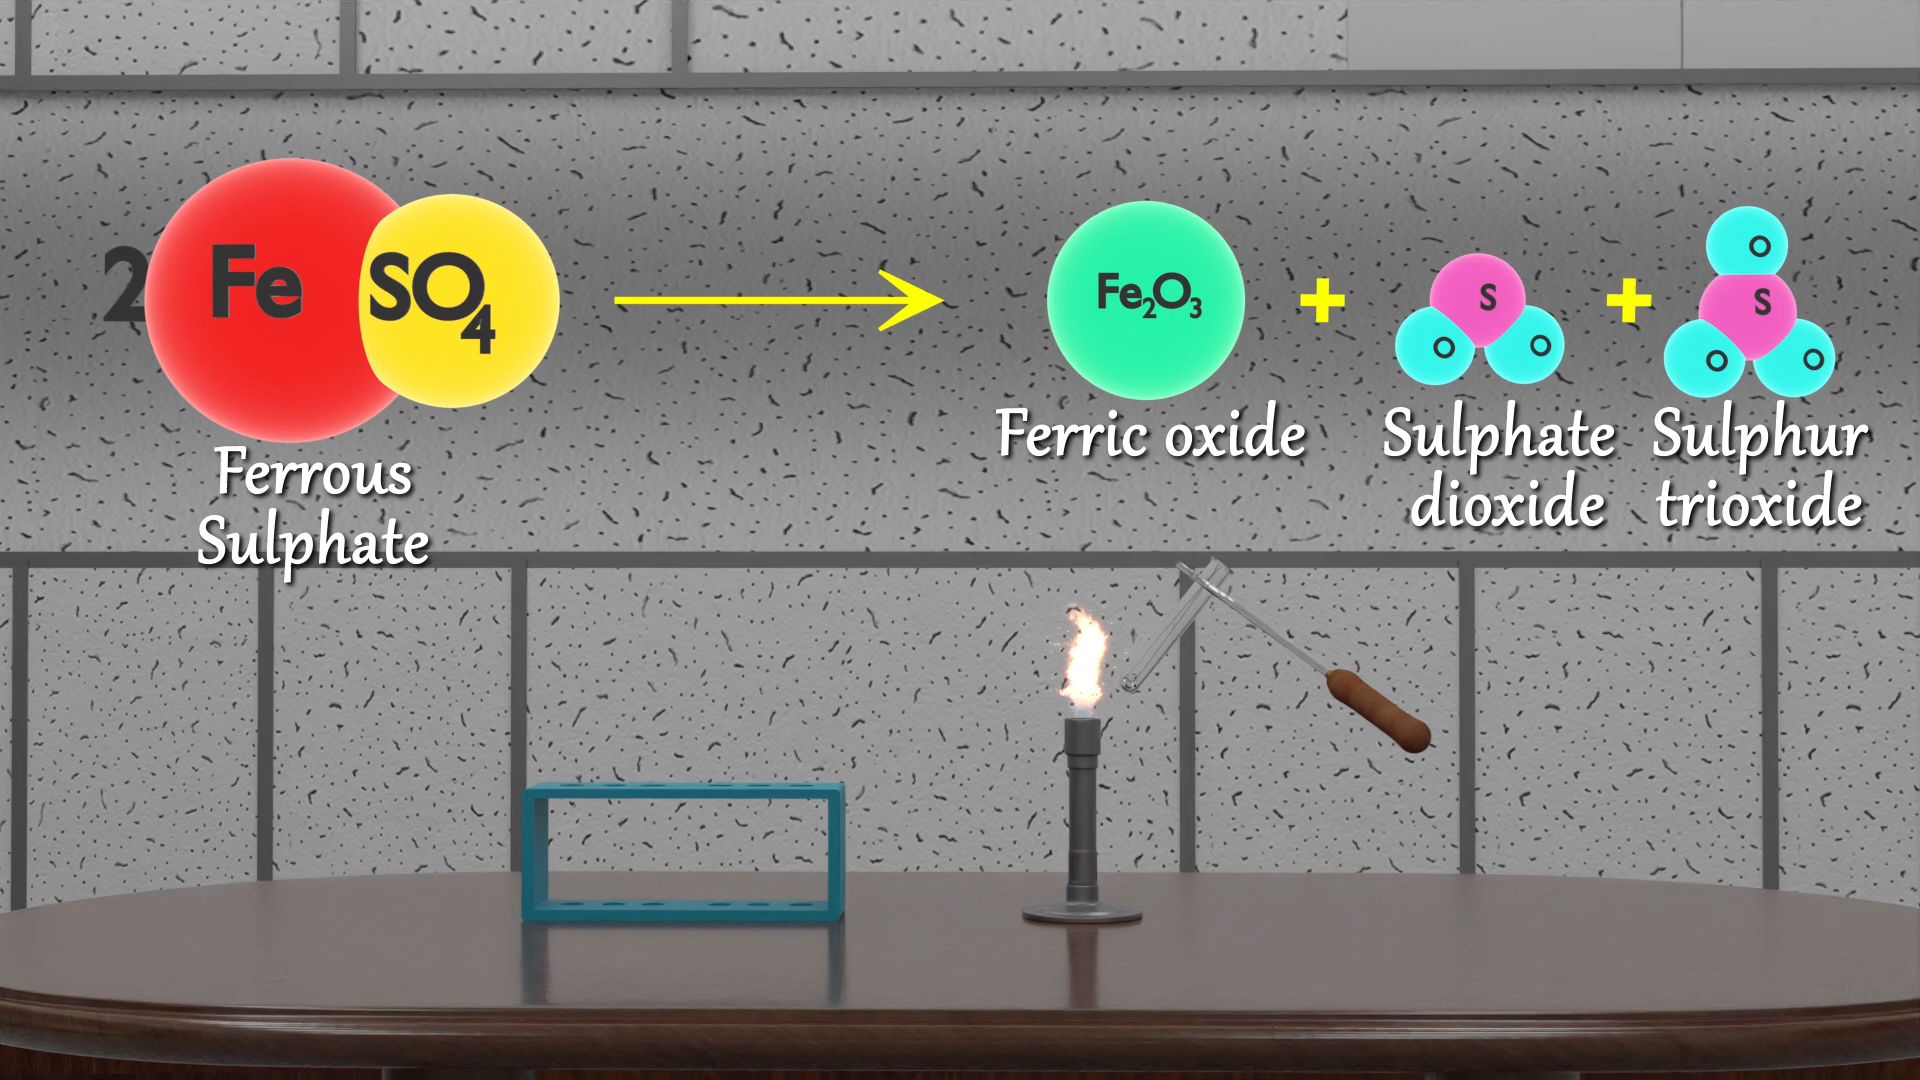 2 Fe SO4
Fe2O3
+
S
O
O
+
O
S
O
O
Ferrous
Sulphate
Ferric oxide
Sulphate
dioxide
Sulphur
trioxide